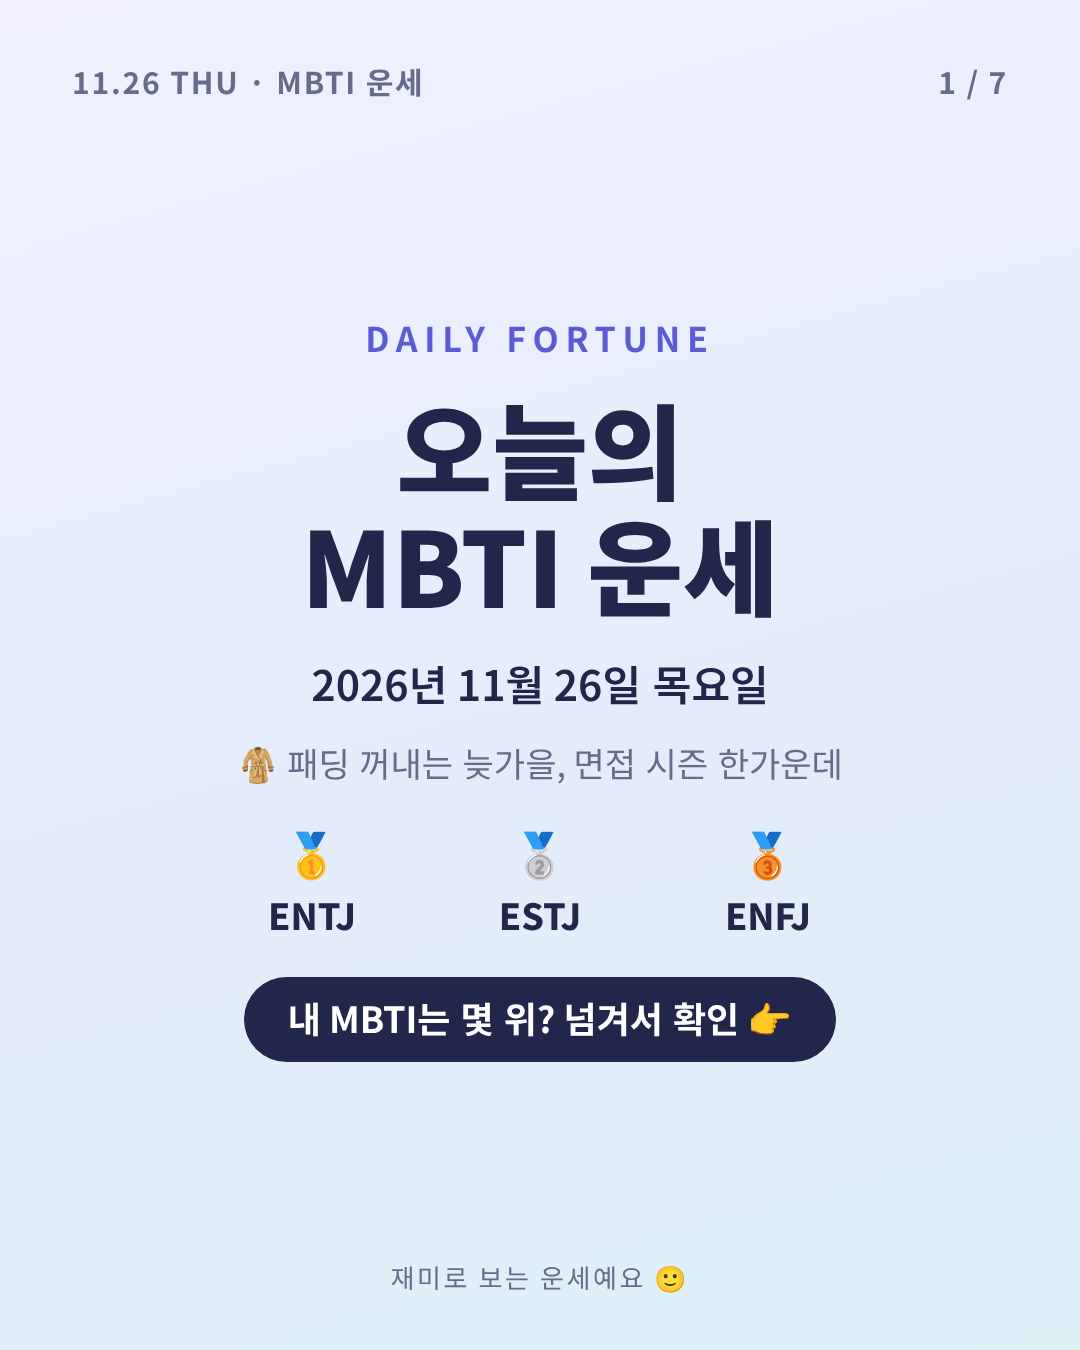 11.26 THU · MBTI 운세
1 / 7
DAILY FORTUNE
오늘의
MBTI 운세
2026년 11월 26일 목요일
🧥 패딩 꺼내는 늦가을, 면접 시즌 한가운데
🥇 🥈 🥉
ENTJ ESTJ ENFJ
내 MBTI는 몇 위? 넘겨서 확인 👉
재미로 보는 운세예요 🙂